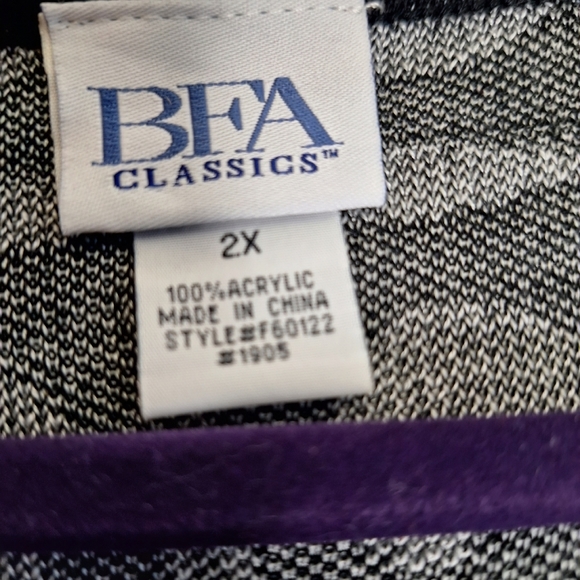 BFA
CLASSICS™
2X
100%ACRYLIC
MADE IN CHINA
STYLE#F60122
#1905